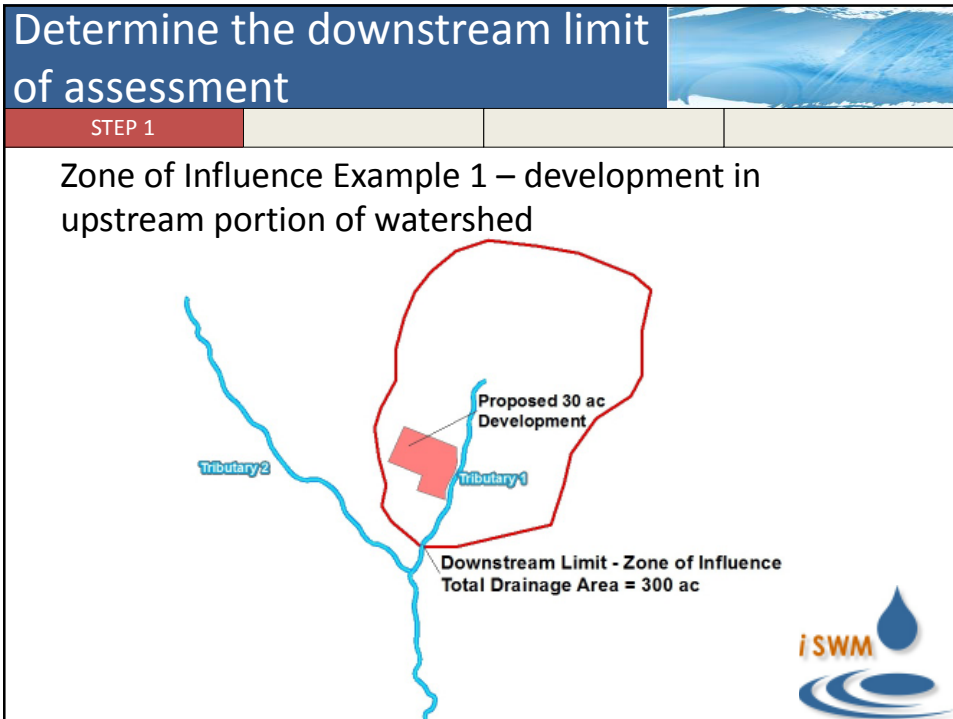 Determine the downstream limit
of assessment
STEP 1
Zone of Influence Example 1 – development in
upstream portion of watershed
Proposed 30 ac
Development
Tributary 2
Tributary 1
Downstream Limit - Zone of Influence
Total Drainage Area = 300 ac
i SWM